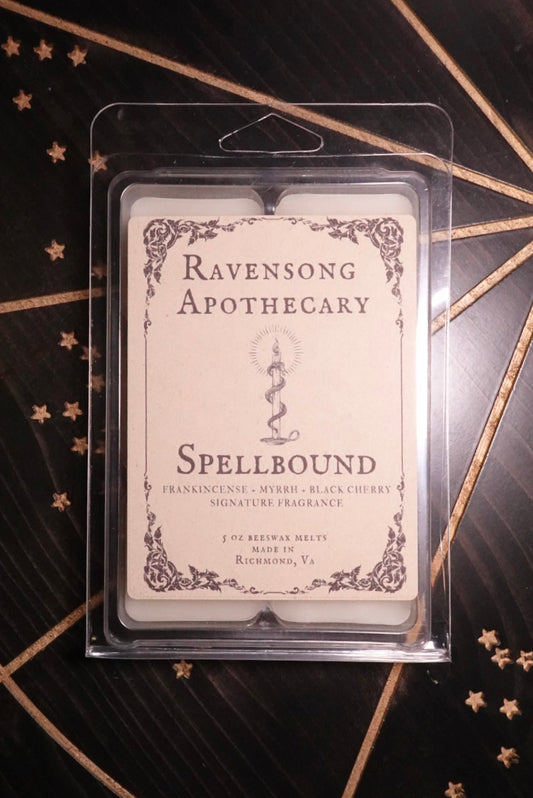 Ravensong
Apothecary
Spellbound
Frankincense + Myrrh + Black Cherry
Signature Fragrance
5 oz beeswax melts
made in
Richmond, Va